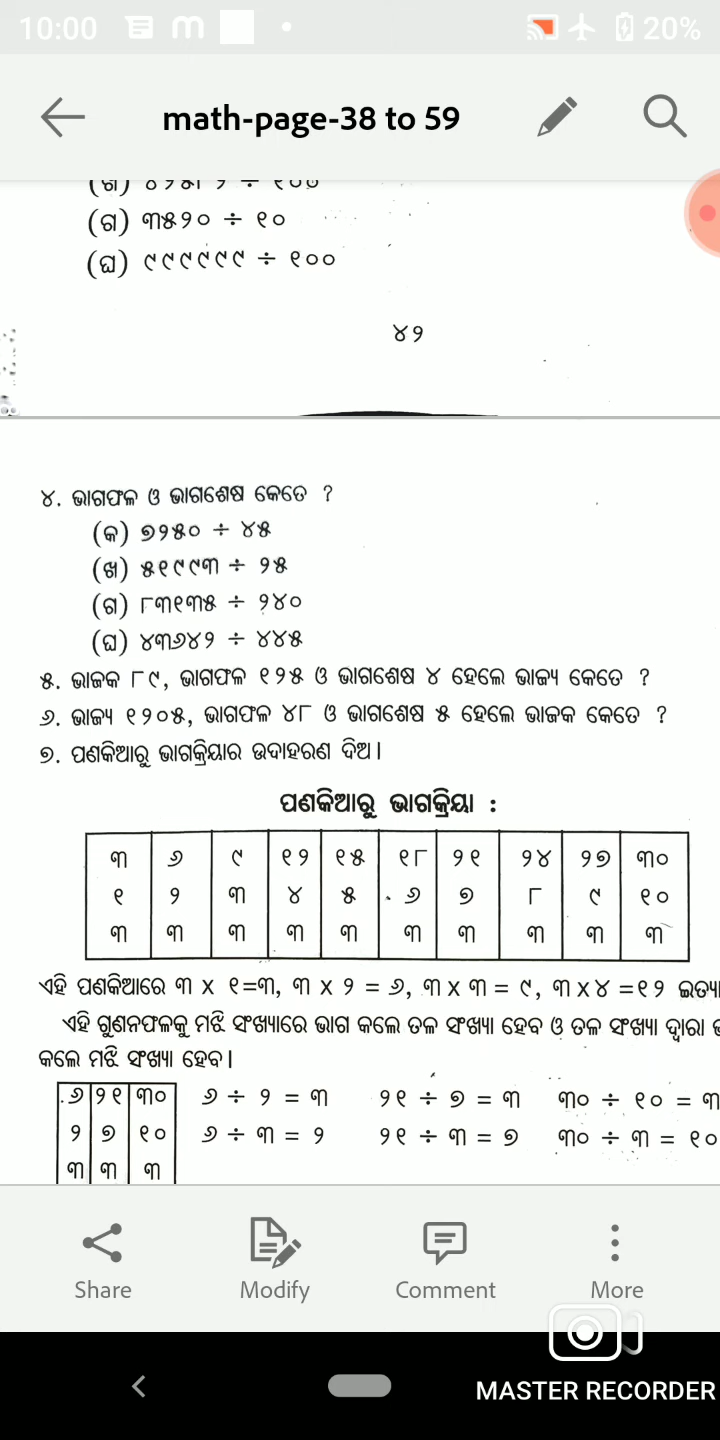 10:00
20%
math-page-38 to 59
(ଗ) ୩୫୨୦ ÷ ୧୦
(ଘ) ୯୯୯୯୯୯ ÷ ୧୦୦
୪୨
୪. ଭାଗଫଳ ଓ ଭାଗଶେଷ କେତେ ?
(କ) ୭୨୫୦ ÷ ୪୫
(ଖ) ୫୧୯୯୩ ÷ ୨୫
(ଗ) ୮୩୧୩୫ ÷ ୨୪୦
(ଘ) ୪୩୬୪୨ ÷ ୪୪୫
୫. ଭାଜକ ୮୯, ଭାଗଫଳ ୧୨୫ ଓ ଭାଗଶେଷ ୪ ହେଲେ ଭାଜ୍ୟ କେତେ ?
୬. ଭାଜ୍ୟ ୧୨୦୫, ଭାଗଫଳ ୪୮ ଓ ଭାଗଶେଷ ୫ ହେଲେ ଭାଜକ କେତେ ?
୭. ପଣକିଆରୁ ଭାଗକ୍ରିୟାର ଉଦାହରଣ ଦିଅ।
ପଣକିଆରୁ ଭାଗକ୍ରିୟା :
୩ ୬ ୯ ୧୨ ୧୫ ୧୮ ୨୧ ୨୪ ୨୭ ୩୦
୧ ୨ ୩ ୪ ୫ ୬ ୭ ୮ ୯ ୧୦
୩ ୩ ୩ ୩ ୩ ୩ ୩ ୩ ୩ ୩
ଏହି ପଣକିଆରେ ୩ x ୧=୩, ୩ x ୨ = ୬, ୩ x ୩ = ୯, ୩ x ୪ =୧୨
ଏହି ଗୁଣନଫଳକୁ ମଝି ସଂଖ୍ୟାରେ ଭାଗ କଲେ ତଳ ସଂଖ୍ୟା ହେବ ଓ ତଳ ସଂଖ୍ୟା ଦ୍ୱାରା
କଲେ ମଝି ସଂଖ୍ୟା ହେବ।
୬ ୨୧ ୩୦ ୬ ÷ ୨ = ୩ ୨୧ ÷ ୭ = ୩ ୩୦ ÷ ୧୦ = ୩
୨ ୭ ୧୦ ୬ ÷ ୩ = ୨ ୨୧ ÷ ୩ = ୭ ୩୦ ÷ ୩ = ୧୦
୩ ୩ ୩
Share Modify Comment More
MASTER RECORDER